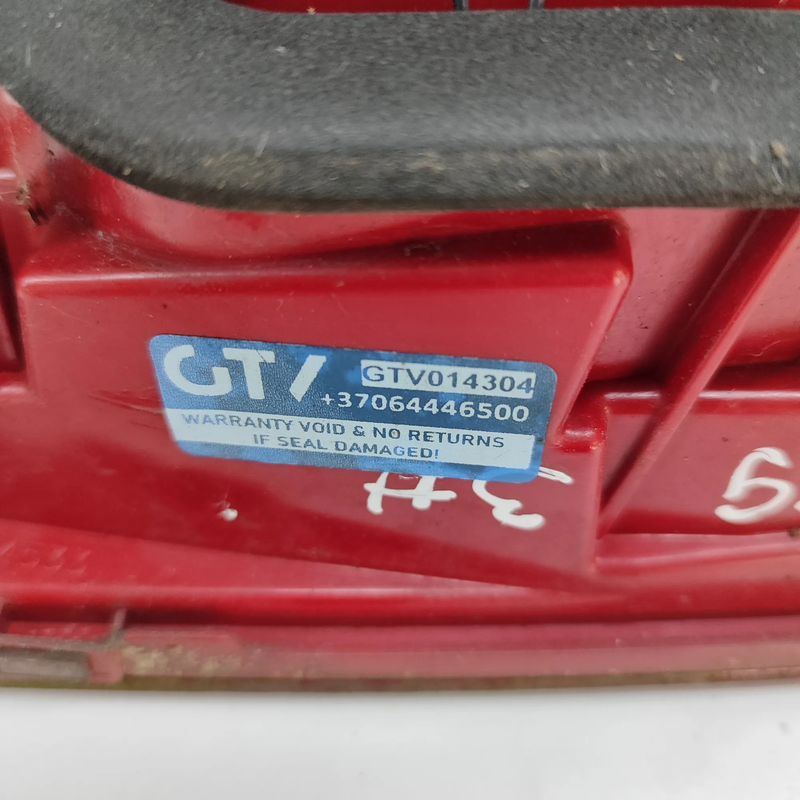 GTV
GTV014304
+37064446500
WARRANTY VOID & NO RETURNS
IF SEAL DAMAGED!